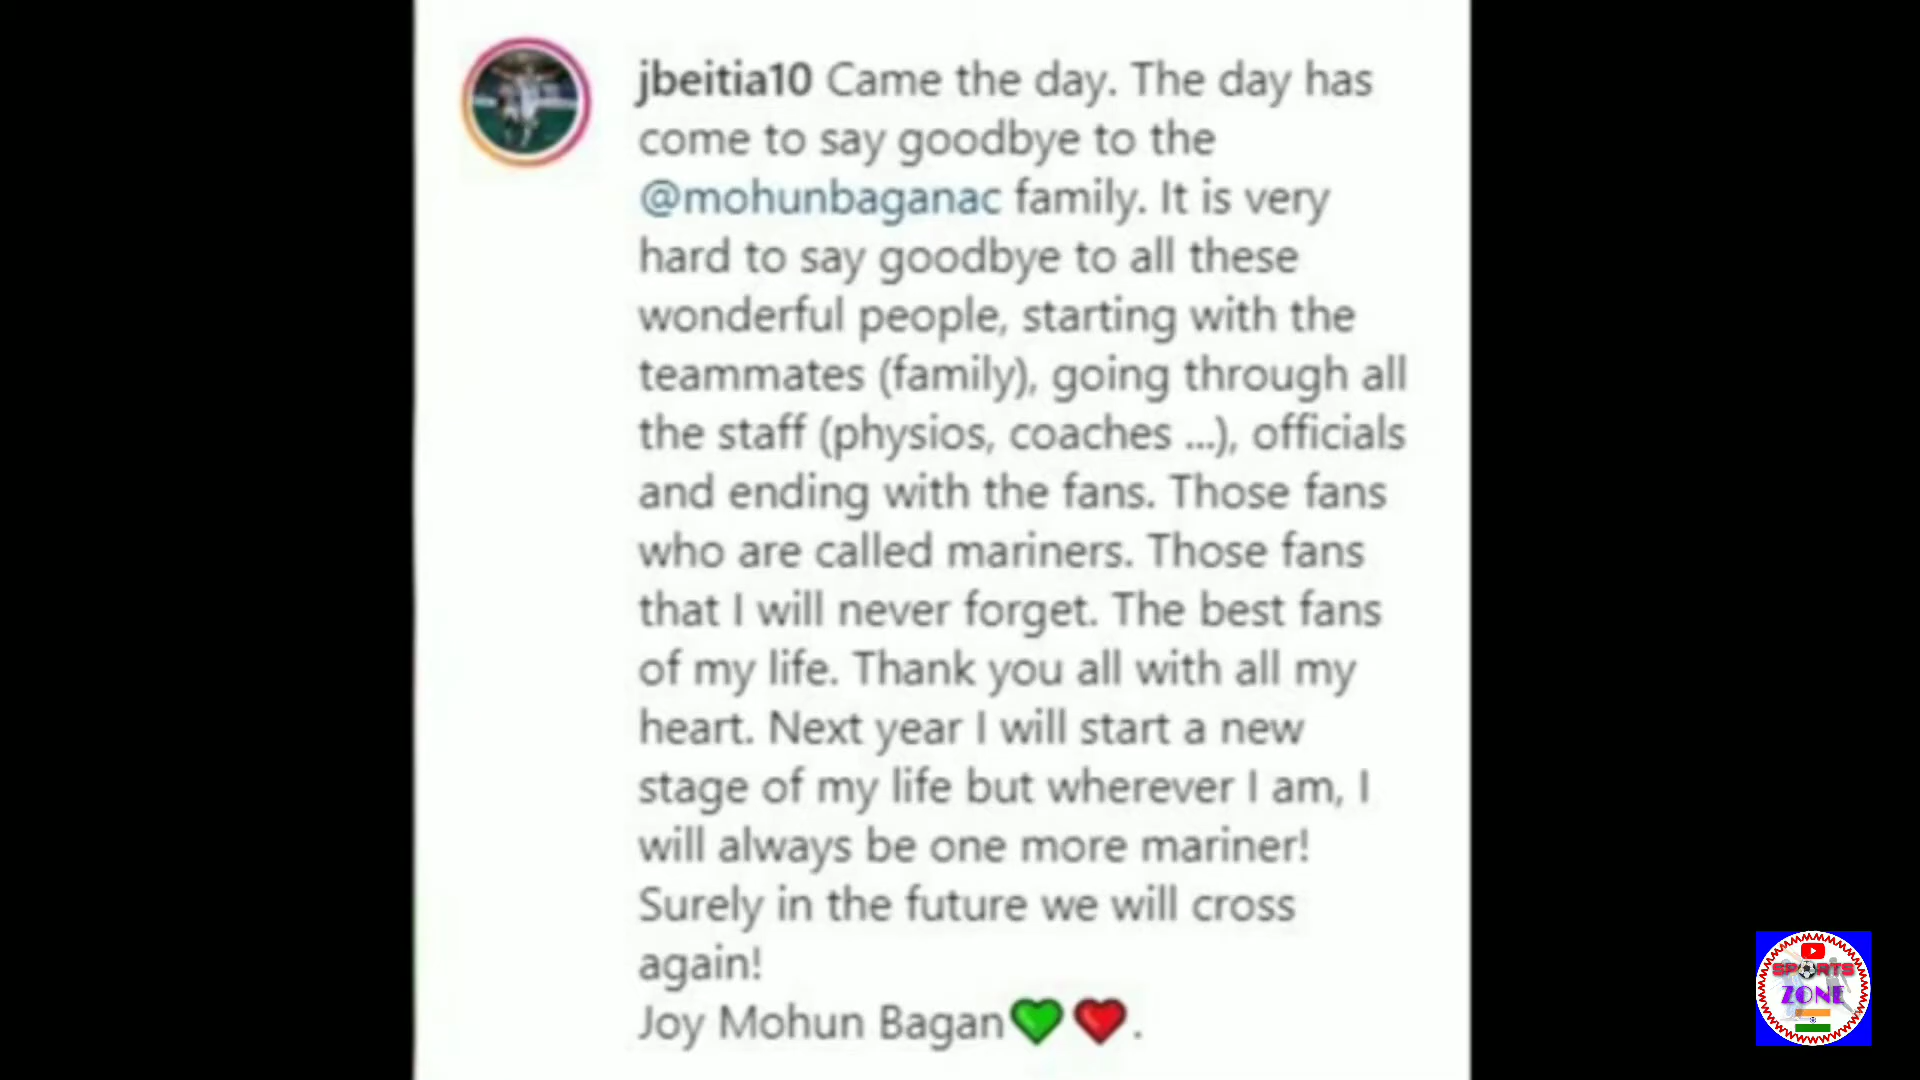 jbeitia10 Came the day. The day has
come to say goodbye to the
@mohunbaganac family. It is very
hard to say goodbye to all these
wonderful people, starting with the
teammates (family), going through all
the staff (physios, coaches ...), officials
and ending with the fans. Those fans
who are called mariners. Those fans
that I will never forget. The best fans
of my life. Thank you all with all my
heart. Next year I will start a new
stage of my life but wherever I am, I
will always be one more mariner!
Surely in the future we will cross
again!
Joy Mohun Bagan💚❤️.
SPORTS
ZONE